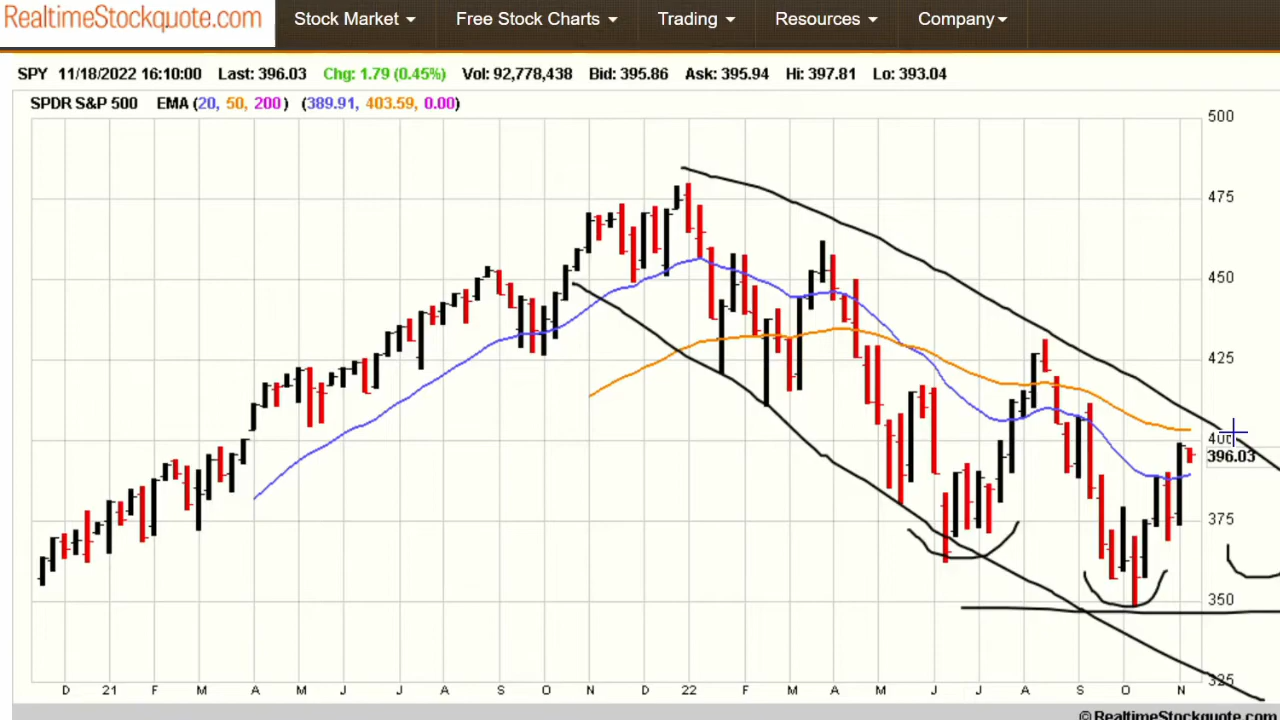 RealtimeStockquote.com
Stock Market Free Stock Charts Trading Resources Company
SPY 11/18/2022 16:10:00 Last: 396.03 Chg: 1.79 (0.45%) Vol: 92,778,438 Bid: 395.86 Ask: 395.94 Hi: 397.81 Lo: 393.04
SPDR S&P 500 EMA (20, 50, 200) (389.91, 403.59, 0.00)
500
475
450
425
400
396.03
375
350
325
D 21 F M A M J J A S O N D 22 F M A M J J A S O N
© RealtimeStockquote.com